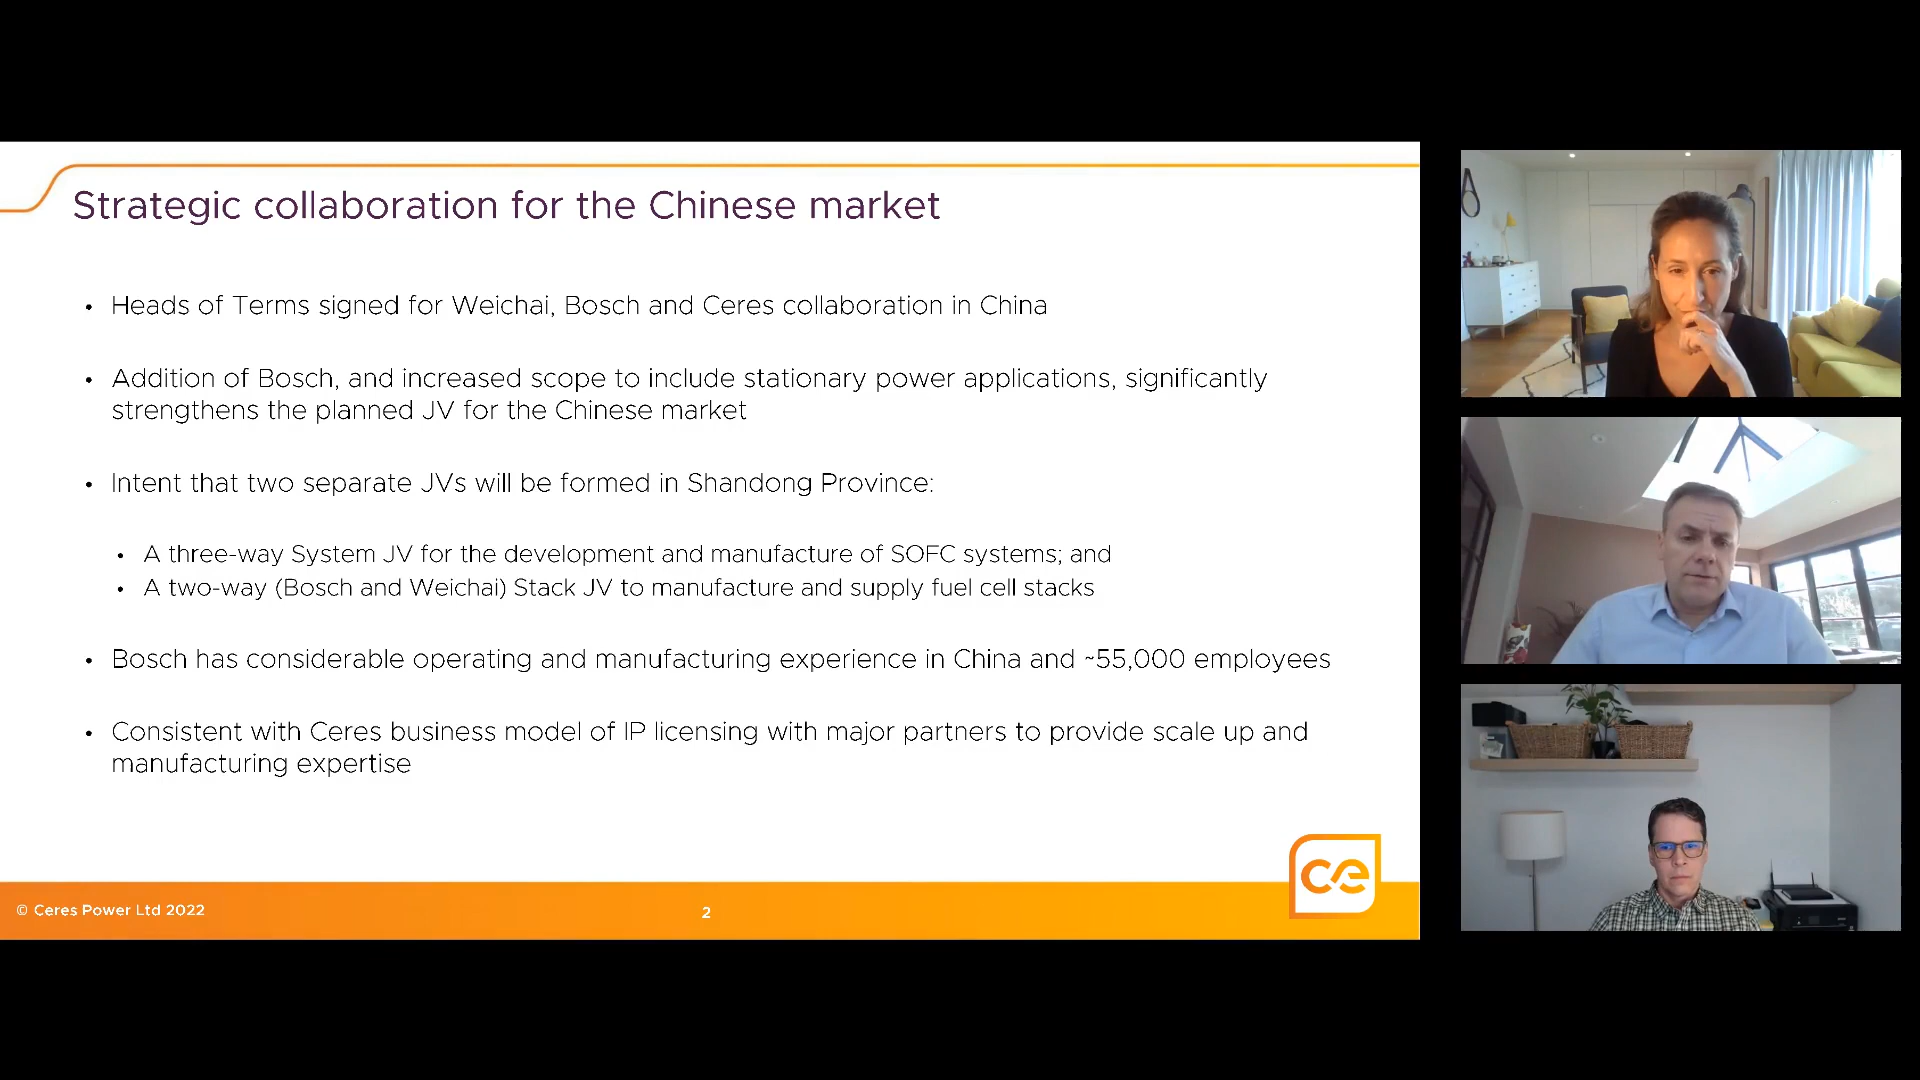 Strategic collaboration for the Chinese market
• Heads of Terms signed for Weichai, Bosch and Ceres collaboration in China
• Addition of Bosch, and increased scope to include stationary power applications, significantly
strengthens the planned JV for the Chinese market
• Intent that two separate JVs will be formed in Shandong Province:
• A three-way System JV for the development and manufacture of SOFC systems; and
• A two-way (Bosch and Weichai) Stack JV to manufacture and supply fuel cell stacks
• Bosch has considerable operating and manufacturing experience in China and ~55,000 employees
• Consistent with Ceres business model of IP licensing with major partners to provide scale up and
manufacturing expertise
ce
© Ceres Power Ltd 2022
2